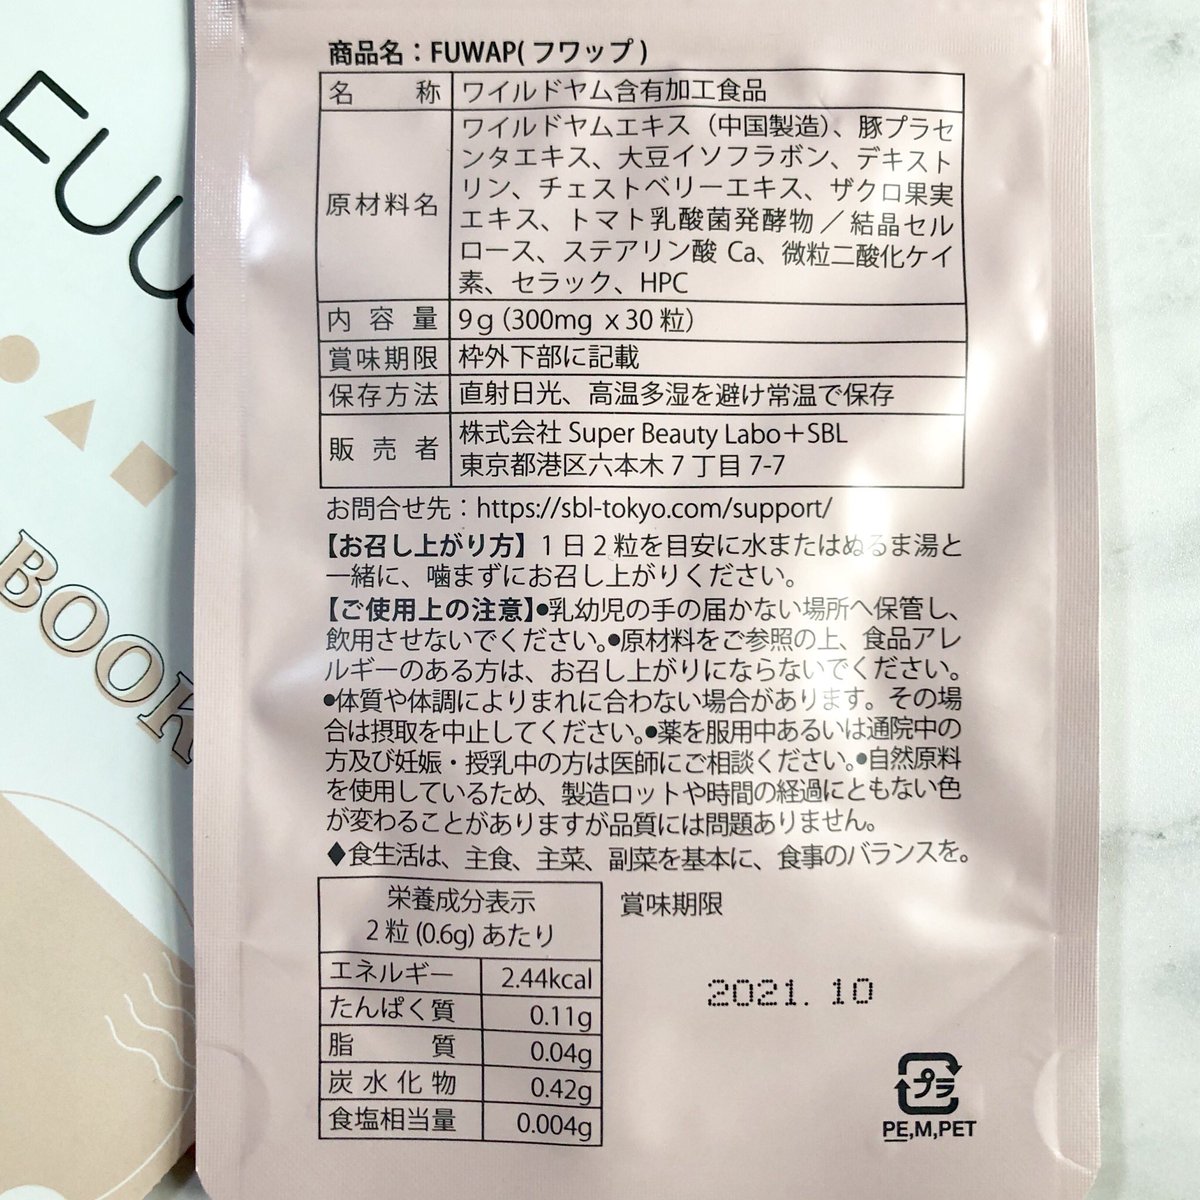 FUW
BOOK
商品名：FUWAP(フワップ)
名称 ワイルドヤム含有加工食品
原材料名 ワイルドヤムエキス（中国製造）、豚プラセ
ンタエキス、大豆イソフラボン、デキスト
リン、チェストベリーエキス、ザクロ果実
エキス、トマト乳酸菌発酵物／結晶セル
ロース、ステアリン酸 Ca、微粒二酸化ケイ
素、セラック、HPC
内容量 9g（300mg x 30 粒）
賞味期限 枠外下部に記載
保存方法 直射日光、高温多湿を避け常温で保存
販売者 株式会社 Super Beauty Labo＋SBL
東京都港区六本木 7 丁目 7-7
お問合せ先：https://sbl-tokyo.com/support/
【お召し上がり方】1日2粒を目安に水またはぬるま湯と
一緒に、噛まずにお召し上がりください。
【ご使用上の注意】●乳幼児の手の届かない場所へ保管し、
飲用させないでください。●原材料をご参照の上、食品アレ
ルギーのある方は、お召し上がりにならないでください。
●体質や体調によりまれに合わない場合があります。その場
合は摂取を中止してください。●薬を服用中あるいは通院中の
方及び妊娠・授乳中の方は医師にご相談ください。●自然原料
を使用しているため、製造ロットや時間の経過にともない色
が変わることがありますが品質には問題ありません。
◆食生活は、主食、主菜、副菜を基本に、食事のバランスを。
栄養成分表示
2 粒 (0.6g) あたり
エネルギー 2.44kcal
たんぱく質 0.11g
脂質 0.04g
炭水化物 0.42g
食塩相当量 0.004g
賞味期限
2021.10
プラ
PE,M,PET